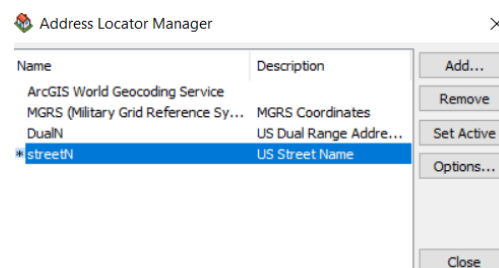 Address Locator Manager
Name Description Add...
ArcGIS World Geocoding Service
Remove
MGRS (Military Grid Reference Sy... MGRS Coordinates
DualN US Dual Range Addre... Set Active
* streetN US Street Name
Options...
Close